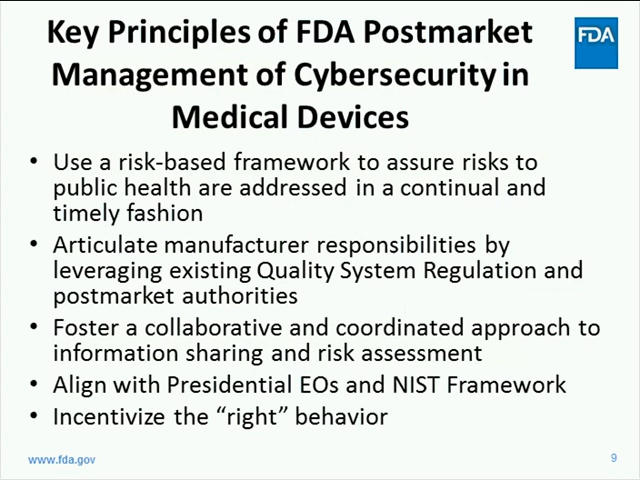 Key Principles of FDA Postmarket
Management of Cybersecurity in
Medical Devices
FDA
• Use a risk-based framework to assure risks to
public health are addressed in a continual and
timely fashion
• Articulate manufacturer responsibilities by
leveraging existing Quality System Regulation and
postmarket authorities
• Foster a collaborative and coordinated approach to
information sharing and risk assessment
• Align with Presidential EOs and NIST Framework
• Incentivize the “right” behavior
www.fda.gov
9